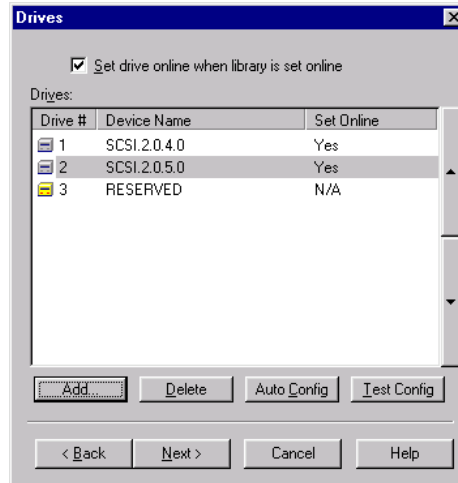 Drives
Set drive online when library is set online
Drives:
Drive # Device Name Set Online
1 SCSI.2.0.4.0 Yes
2 SCSI.2.0.5.0 Yes
3 RESERVED N/A
Add... Delete Auto Config Test Config
< Back Next > Cancel Help